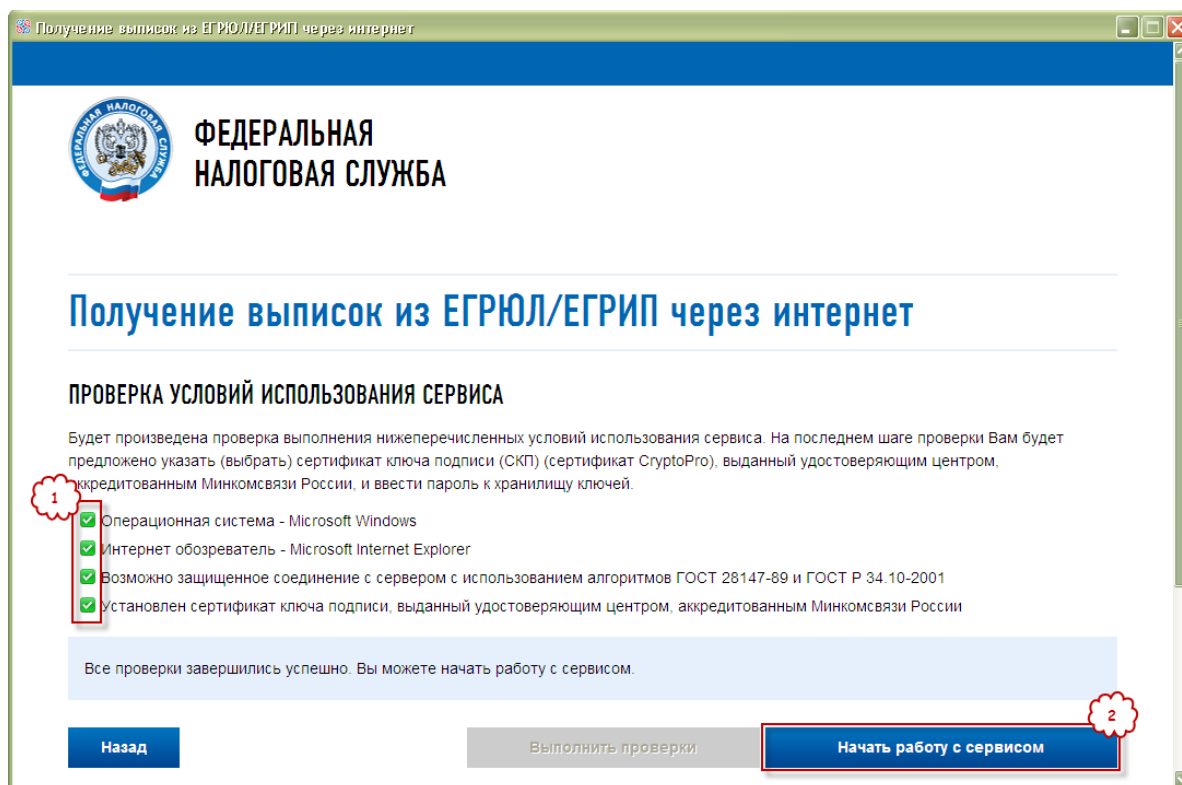 Получение выписок из ЕГРЮЛ/ЕГРИП через интернет
ФЕДЕРАЛЬНАЯ НАЛОГОВАЯ СЛУЖБА
ФЕДЕРАЛЬНАЯ
НАЛОГОВАЯ СЛУЖБА
Получение выписок из ЕГРЮЛ/ЕГРИП через интернет
ПРОВЕРКА УСЛОВИЙ ИСПОЛЬЗОВАНИЯ СЕРВИСА
Будет произведена проверка выполнения нижеперечисленных условий использования сервиса. На последнем шаге проверки Вам будет
предложено указать (выбрать) сертификат ключа подписи (СКП) (сертификат CryptoPro), выданный удостоверяющим центром,
аккредитованным Минкомсвязи России, и ввести пароль к хранилищу ключей.
1
Операционная система - Microsoft Windows
Интернет обозреватель - Microsoft Internet Explorer
Возможно защищенное соединение с сервером с использованием алгоритмов ГОСТ 28147-89 и ГОСТ Р 34.10-2001
Установлен сертификат ключа подписи, выданный удостоверяющим центром, аккредитованным Минкомсвязи России
Все проверки завершились успешно. Вы можете начать работу с сервисом.
2
Назад
Выполнить проверки
Начать работу с сервисом